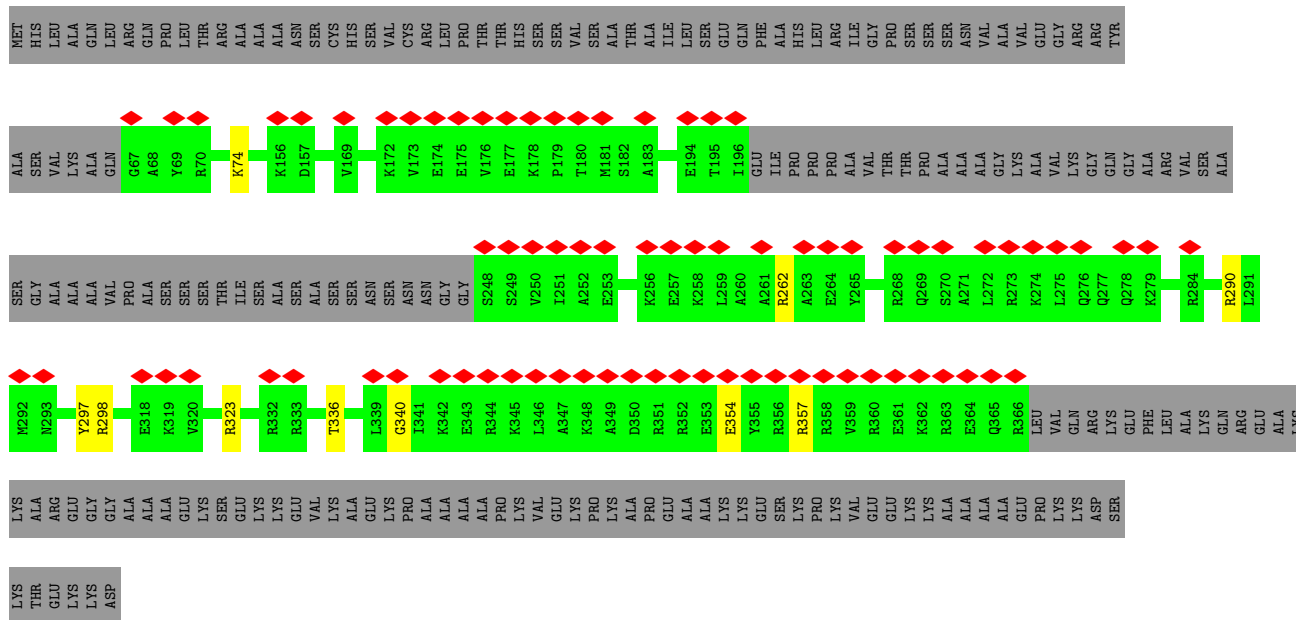 MET HIS LEU ALA GLN LEU ARG GLN PRO LEU THR ARG ALA ALA ALA ASN SER CYS HIS SER VAL CYS ARG LEU PRO THR THR HIS SER SER VAL SER ALA THR ALA ILE LEU SER GLU GLN PHE ALA HIS LEU ARG ILE GLY PRO SER SER SER ASN VAL ALA VAL GLU GLY ARG ARG TYR
ALA SER VAL LYS ALA GLN G67 A68 Y69 R70 K74 K156 D157 V169 K172 V173 E174 E175 V176 E177 K178 P179 T180 M181 S182 A183 E194 T195 I196 GLU ILE PRO PRO PRO ALA VAL THR THR PRO ALA ALA ALA GLY LYS ALA VAL LYS GLY GLN GLY ALA ARG VAL SER ALA
SER GLY ALA ALA ALA VAL PRO ALA SER SER SER THR ILE SER ALA SER ALA SER SER ASN SER ASN ASN GLY GLY S248 S249 V250 I251 A252 E253 K256 E257 K258 L259 A260 A261 R262 A263 E264 Y265 R268 Q269 S270 A271 L272 R273 K274 L275 Q276 Q277 Q278 K279 R284 R290 L291
M292 N293 Y297 R298 E318 K319 V320 R323 R332 R333 T336 L339 G340 I341 K342 E343 R344 K345 L346 A347 K348 A349 D350 R351 R352 E353 E354 Y355 R356 R357 R358 V359 R360 E361 K362 R363 E364 Q365 R366 LEU VAL GLN ARG LYS GLU PHE LEU ALA LYS GLN ARG GLU ALA LYS
LYS ALA ARG GLU GLY GLY ALA ALA ALA GLU LYS SER GLU LYS LYS GLU VAL LYS ALA GLU LYS PRO ALA ALA ALA ALA PRO LYS VAL GLU LYS PRO LYS ALA PRO GLU ALA ALA LYS LYS GLU SER LYS PRO LYS VAL GLU GLU LYS LYS ALA ALA ALA ALA GLU PRO LYS LYS ASP SER
LYS THR GLU LYS LYS ASP